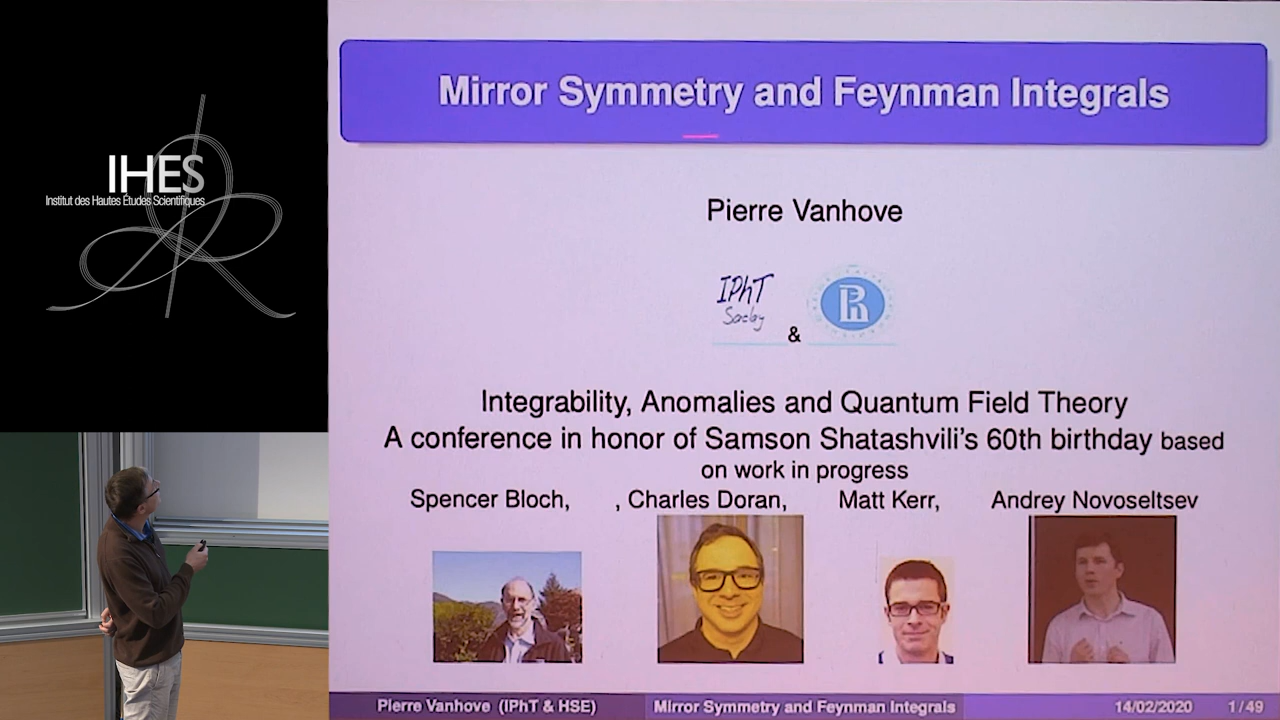 IHES
Institut des Hautes Études Scientifiques
Mirror Symmetry and Feynman Integrals
Pierre Vanhove
IPhT
Saclay
&
Integrability, Anomalies and Quantum Field Theory
A conference in honor of Samson Shatashvili's 60th birthday based
on work in progress
Spencer Bloch, , Charles Doran, Matt Kerr, Andrey Novoseltsev
Pierre Vanhove (IPhT & HSE) Mirror Symmetry and Feynman Integrals 14/02/2020 1 / 49